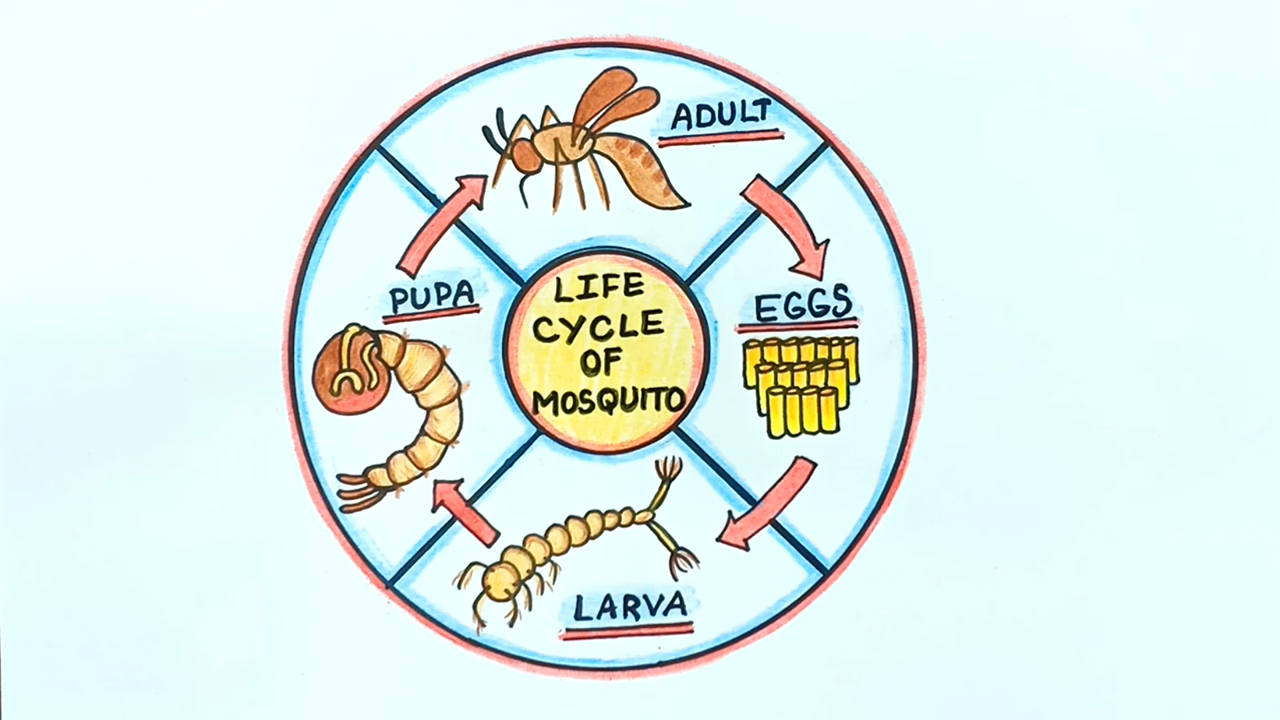 ADULT
PUPA
LIFE
CYCLE
OF
MOSQUITO
EGGS
LARVA